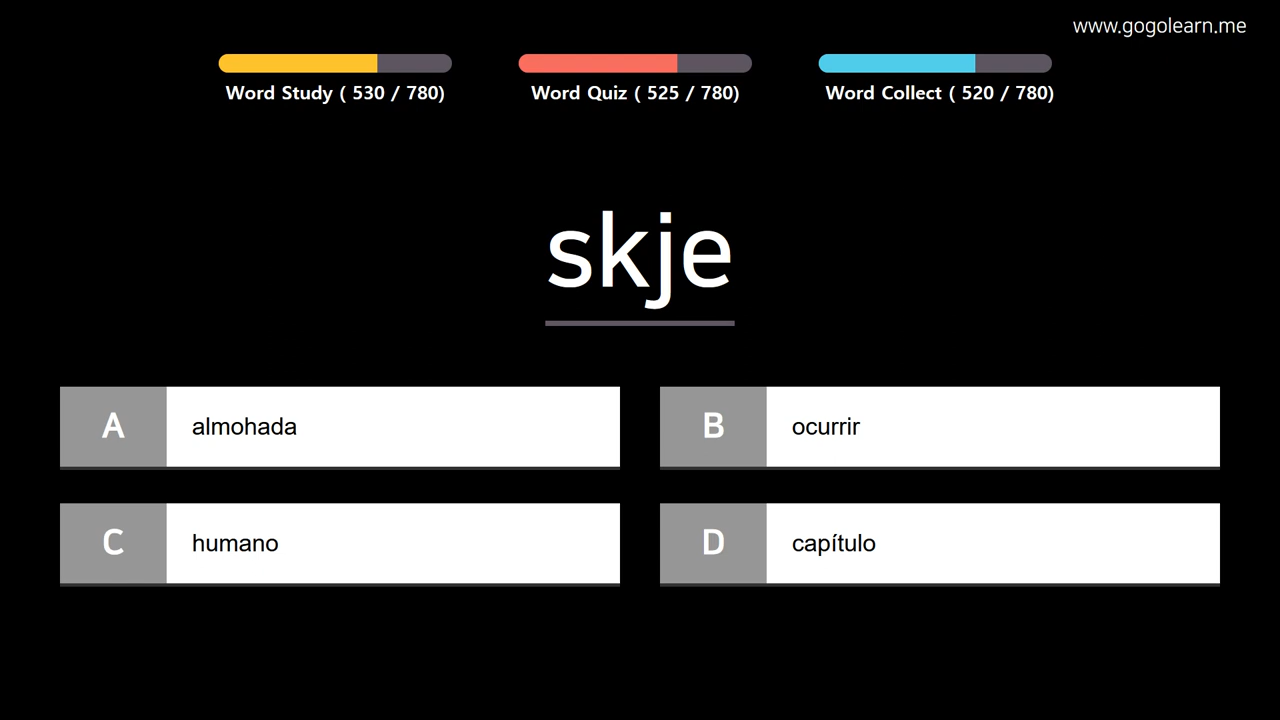 www.gogolearn.me
Word Study ( 530 / 780)
Word Quiz ( 525 / 780)
Word Collect ( 520 / 780)
skje
A almohada
B ocurrir
C humano
D capítulo